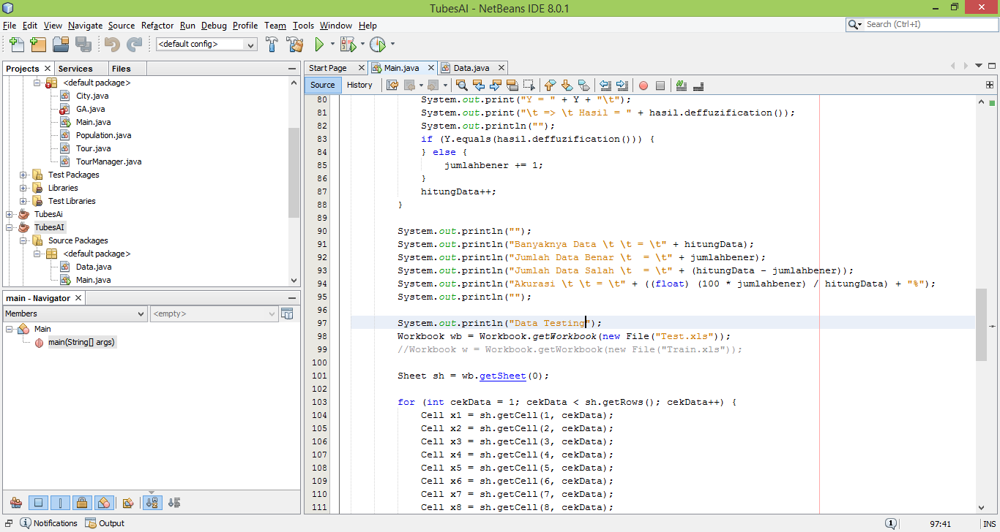 TubesAI - NetBeans IDE 8.0.1
File Edit View Navigate Source Refactor Run Debug Profile Team Tools Window Help
Search (Ctrl+I)
<default config>
Projects Services Files
<default package>
City.java
GA.java
Main.java
Population.java
Tour.java
TourManager.java
Test Packages
Libraries
Test Libraries
TubesAi
TubesAI
Source Packages
<default package>
Data.java
Main.java
main - Navigator
Members <empty>
Main
main(String[] args)
Start Page Main.java Data.java
Source History
80 System.out.print("Y = " + Y + "\t");
81 System.out.print("\t => \t Hasil = " + hasil.deffuzification());
82 System.out.println("");
83 if (Y.equals(hasil.deffuzification())) {
84 } else {
85 jumlahbener += 1;
86 }
87 hitungData++;
88 }
89
90 System.out.println("");
91 System.out.println("Banyaknya Data \t \t = \t" + hitungData);
92 System.out.println("Jumlah Data Benar \t  = \t" + jumlahbener);
93 System.out.println("Jumlah Data Salah \t  = \t" + (hitungData - jumlahbener));
94 System.out.println("Akurasi \t \t = \t" + ((float) (100 * jumlahbener) / hitungData) + "%");
95 System.out.println("");
96
97 System.out.println("Data Testing");
98 Workbook wb = Workbook.getWorkbook(new File("Test.xls"));
99 //Workbook w = Workbook.getWorkbook(new File("Train.xls"));
100
101 Sheet sh = wb.getSheet(0);
102
103 for (int cekData = 1; cekData < sh.getRows(); cekData++) {
104 Cell x1 = sh.getCell(1, cekData);
105 Cell x2 = sh.getCell(2, cekData);
106 Cell x3 = sh.getCell(3, cekData);
107 Cell x4 = sh.getCell(4, cekData);
108 Cell x5 = sh.getCell(5, cekData);
109 Cell x6 = sh.getCell(6, cekData);
110 Cell x7 = sh.getCell(7, cekData);
111 Cell x8 = sh.getCell(8, cekData);
Notifications Output
1
97:41 INS